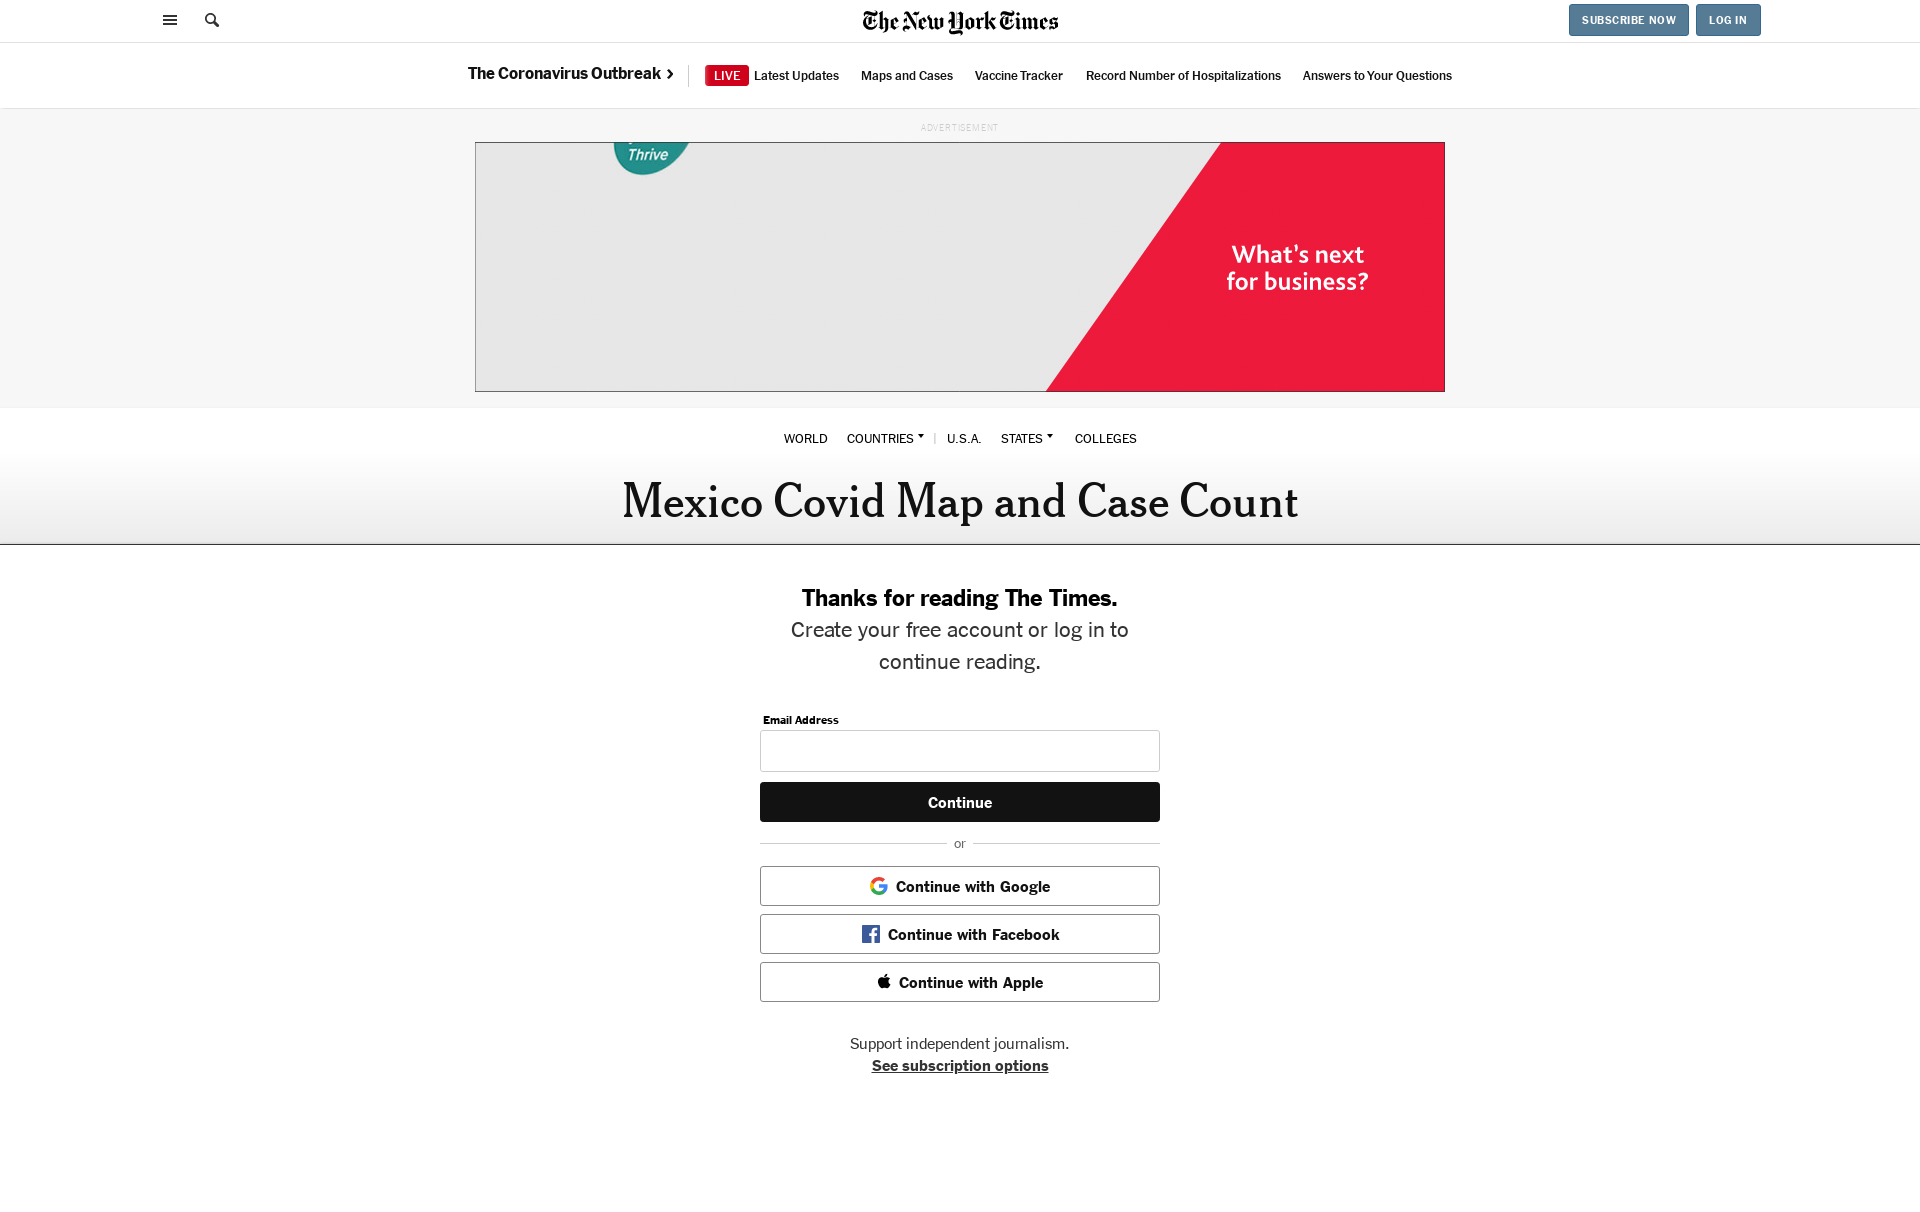 The New York Times
SUBSCRIBE NOW
LOG IN
The Coronavirus Outbreak
LIVE Latest Updates
Maps and Cases
Vaccine Tracker
Record Number of Hospitalizations
Answers to Your Questions
ADVERTISEMENT
Thrive
What's next
for business?
WORLD COUNTRIES | U.S.A. STATES COLLEGES
Mexico Covid Map and Case Count
Thanks for reading The Times.
Create your free account or log in to
continue reading.
Email Address
Continue
or
Continue with Google
Continue with Facebook
Continue with Apple
Support independent journalism.
See subscription options